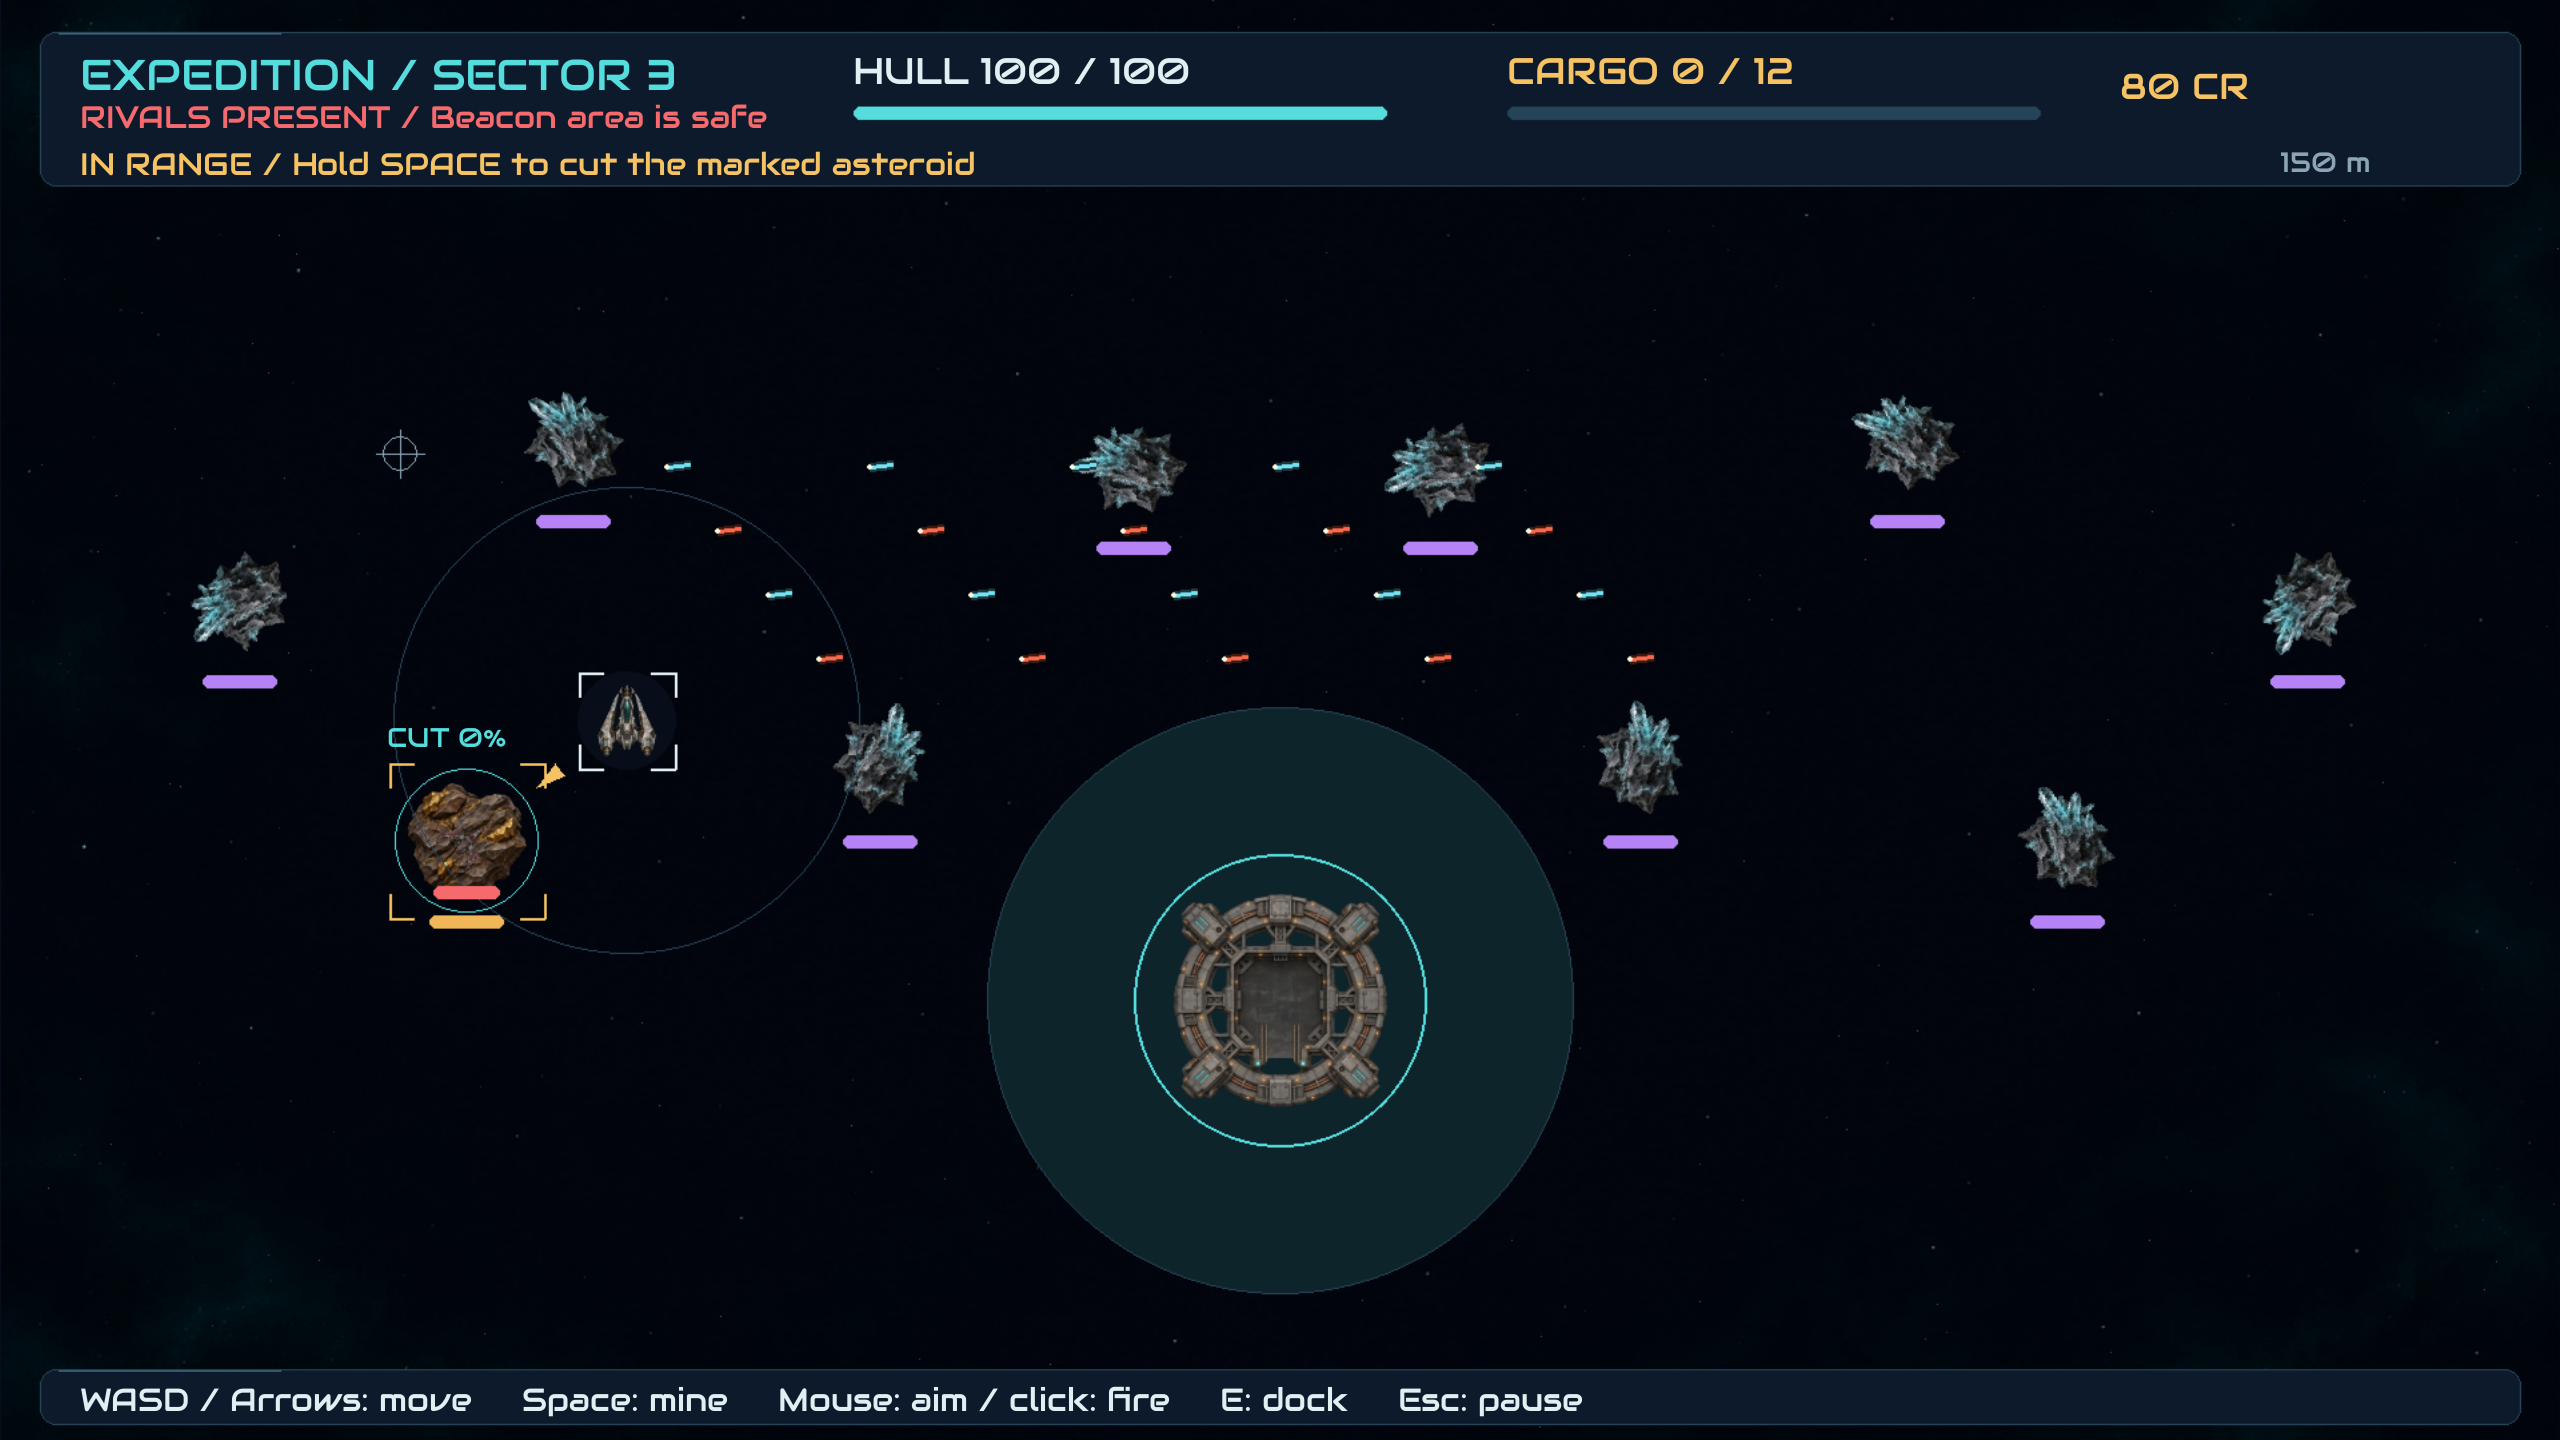 EXPEDITION / SECTOR 3
RIVALS PRESENT / Beacon area is safe
IN RANGE / Hold SPACE to cut the marked asteroid
HULL 100 / 100
CARGO 0 / 12
80 CR
150 m
CUT 0%
WASD / Arrows: move Space: mine Mouse: aim / click: fire E: dock Esc: pause